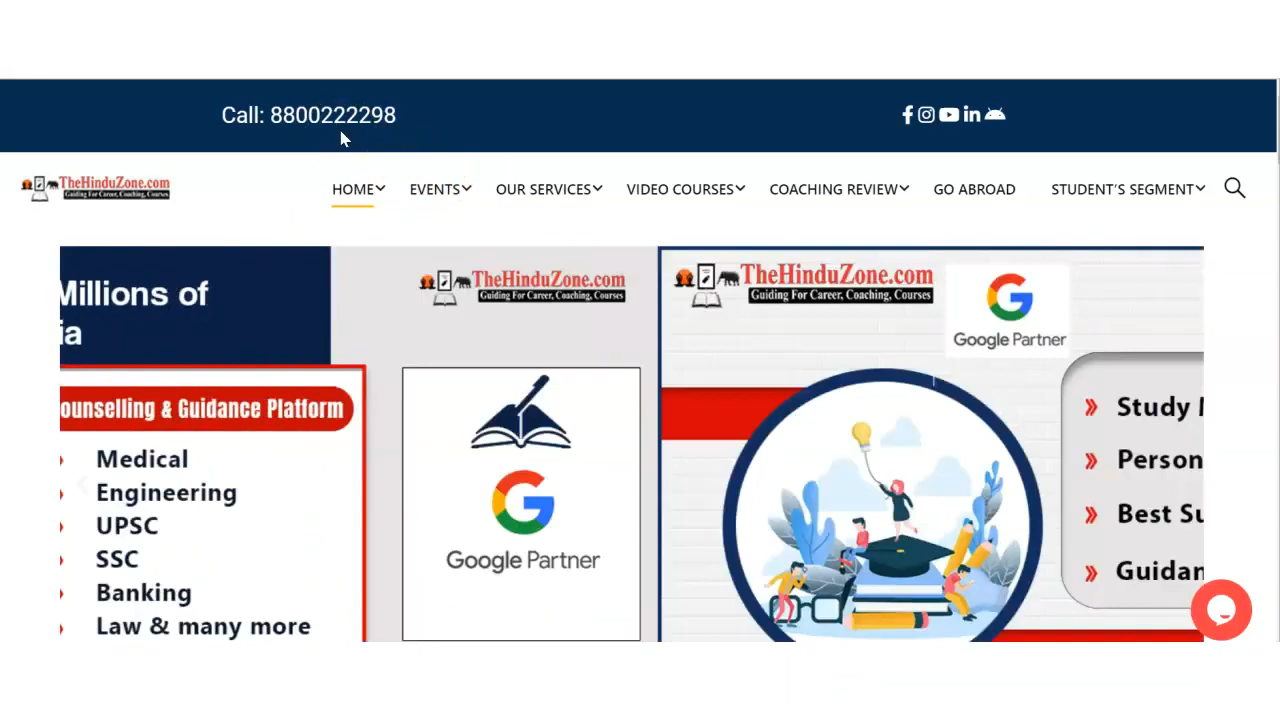 Call: 8800222298
TheHinduZone.com
Guiding For Career, Coaching, Courses
HOME EVENTS OUR SERVICES VIDEO COURSES COACHING REVIEW GO ABROAD STUDENT'S SEGMENT
Millions of
ia
ounselling & Guidance Platform
Medical
Engineering
UPSC
SSC
Banking
Law & many more
TheHinduZone.com
Guiding For Career, Coaching, Courses
Google Partner
TheHinduZone.com
Guiding For Career, Coaching, Courses
Google Partner
Study
Person
Best Su
Guidan